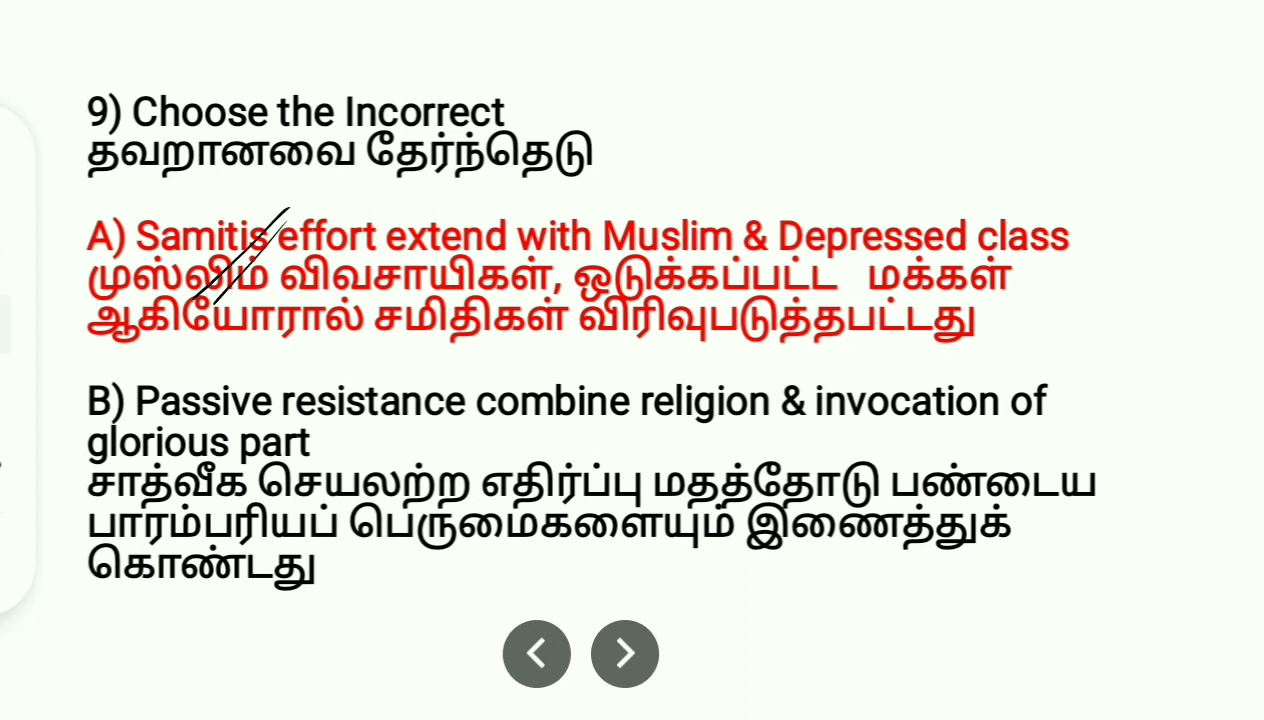 9) Choose the Incorrect
தவறானவை தேர்ந்தெடு
A) Samitis effort extend with Muslim & Depressed class
முஸ்லிம் விவசாயிகள், ஒடுக்கப்பட்ட மக்கள்
ஆகியோரால் சமிதிகள் விரிவுபடுத்தபட்டது
B) Passive resistance combine religion & invocation of
glorious part
சாத்வீக செயலற்ற எதிர்ப்பு மதத்தோடு பண்டைய
பாரம்பரியப் பெருமைகளையும் இணைத்துக்
கொண்டது